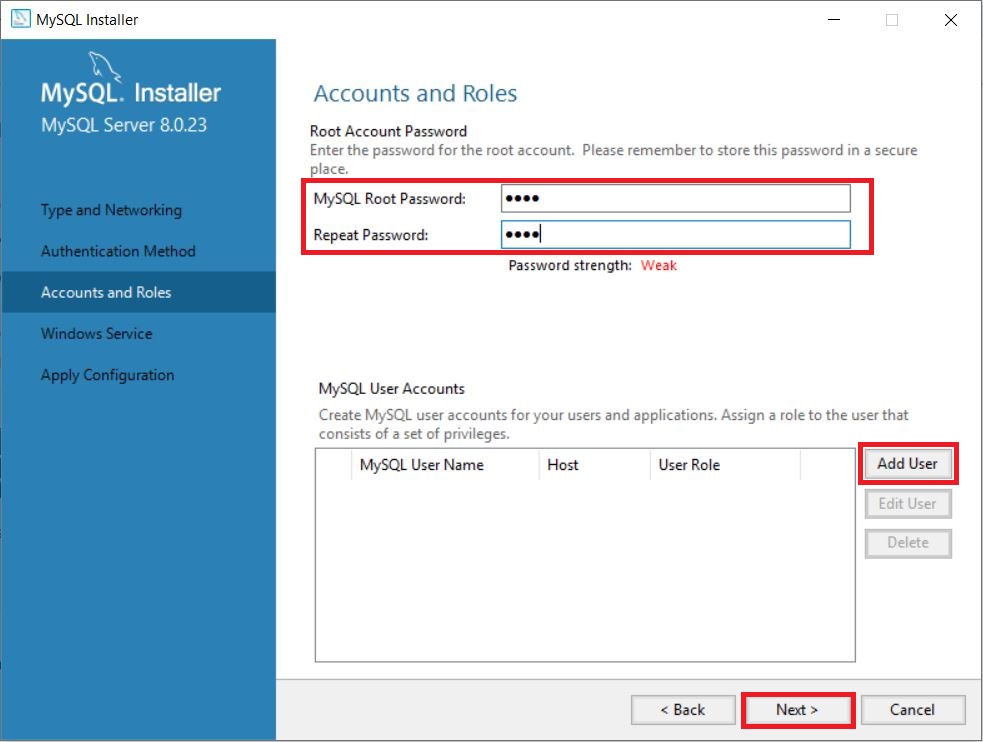 MySQL Installer
MySQL. Installer
MySQL Server 8.0.23
Type and Networking
Authentication Method
Accounts and Roles
Windows Service
Apply Configuration
Accounts and Roles
Root Account Password
Enter the password for the root account.  Please remember to store this password in a secure
place.
MySQL Root Password: ●●●●
Repeat Password: ●●●●
Password strength: Weak
MySQL User Accounts
Create MySQL user accounts for your users and applications. Assign a role to the user that
consists of a set of privileges.
MySQL User Name Host User Role
Add User
Edit User
Delete
< Back Next > Cancel